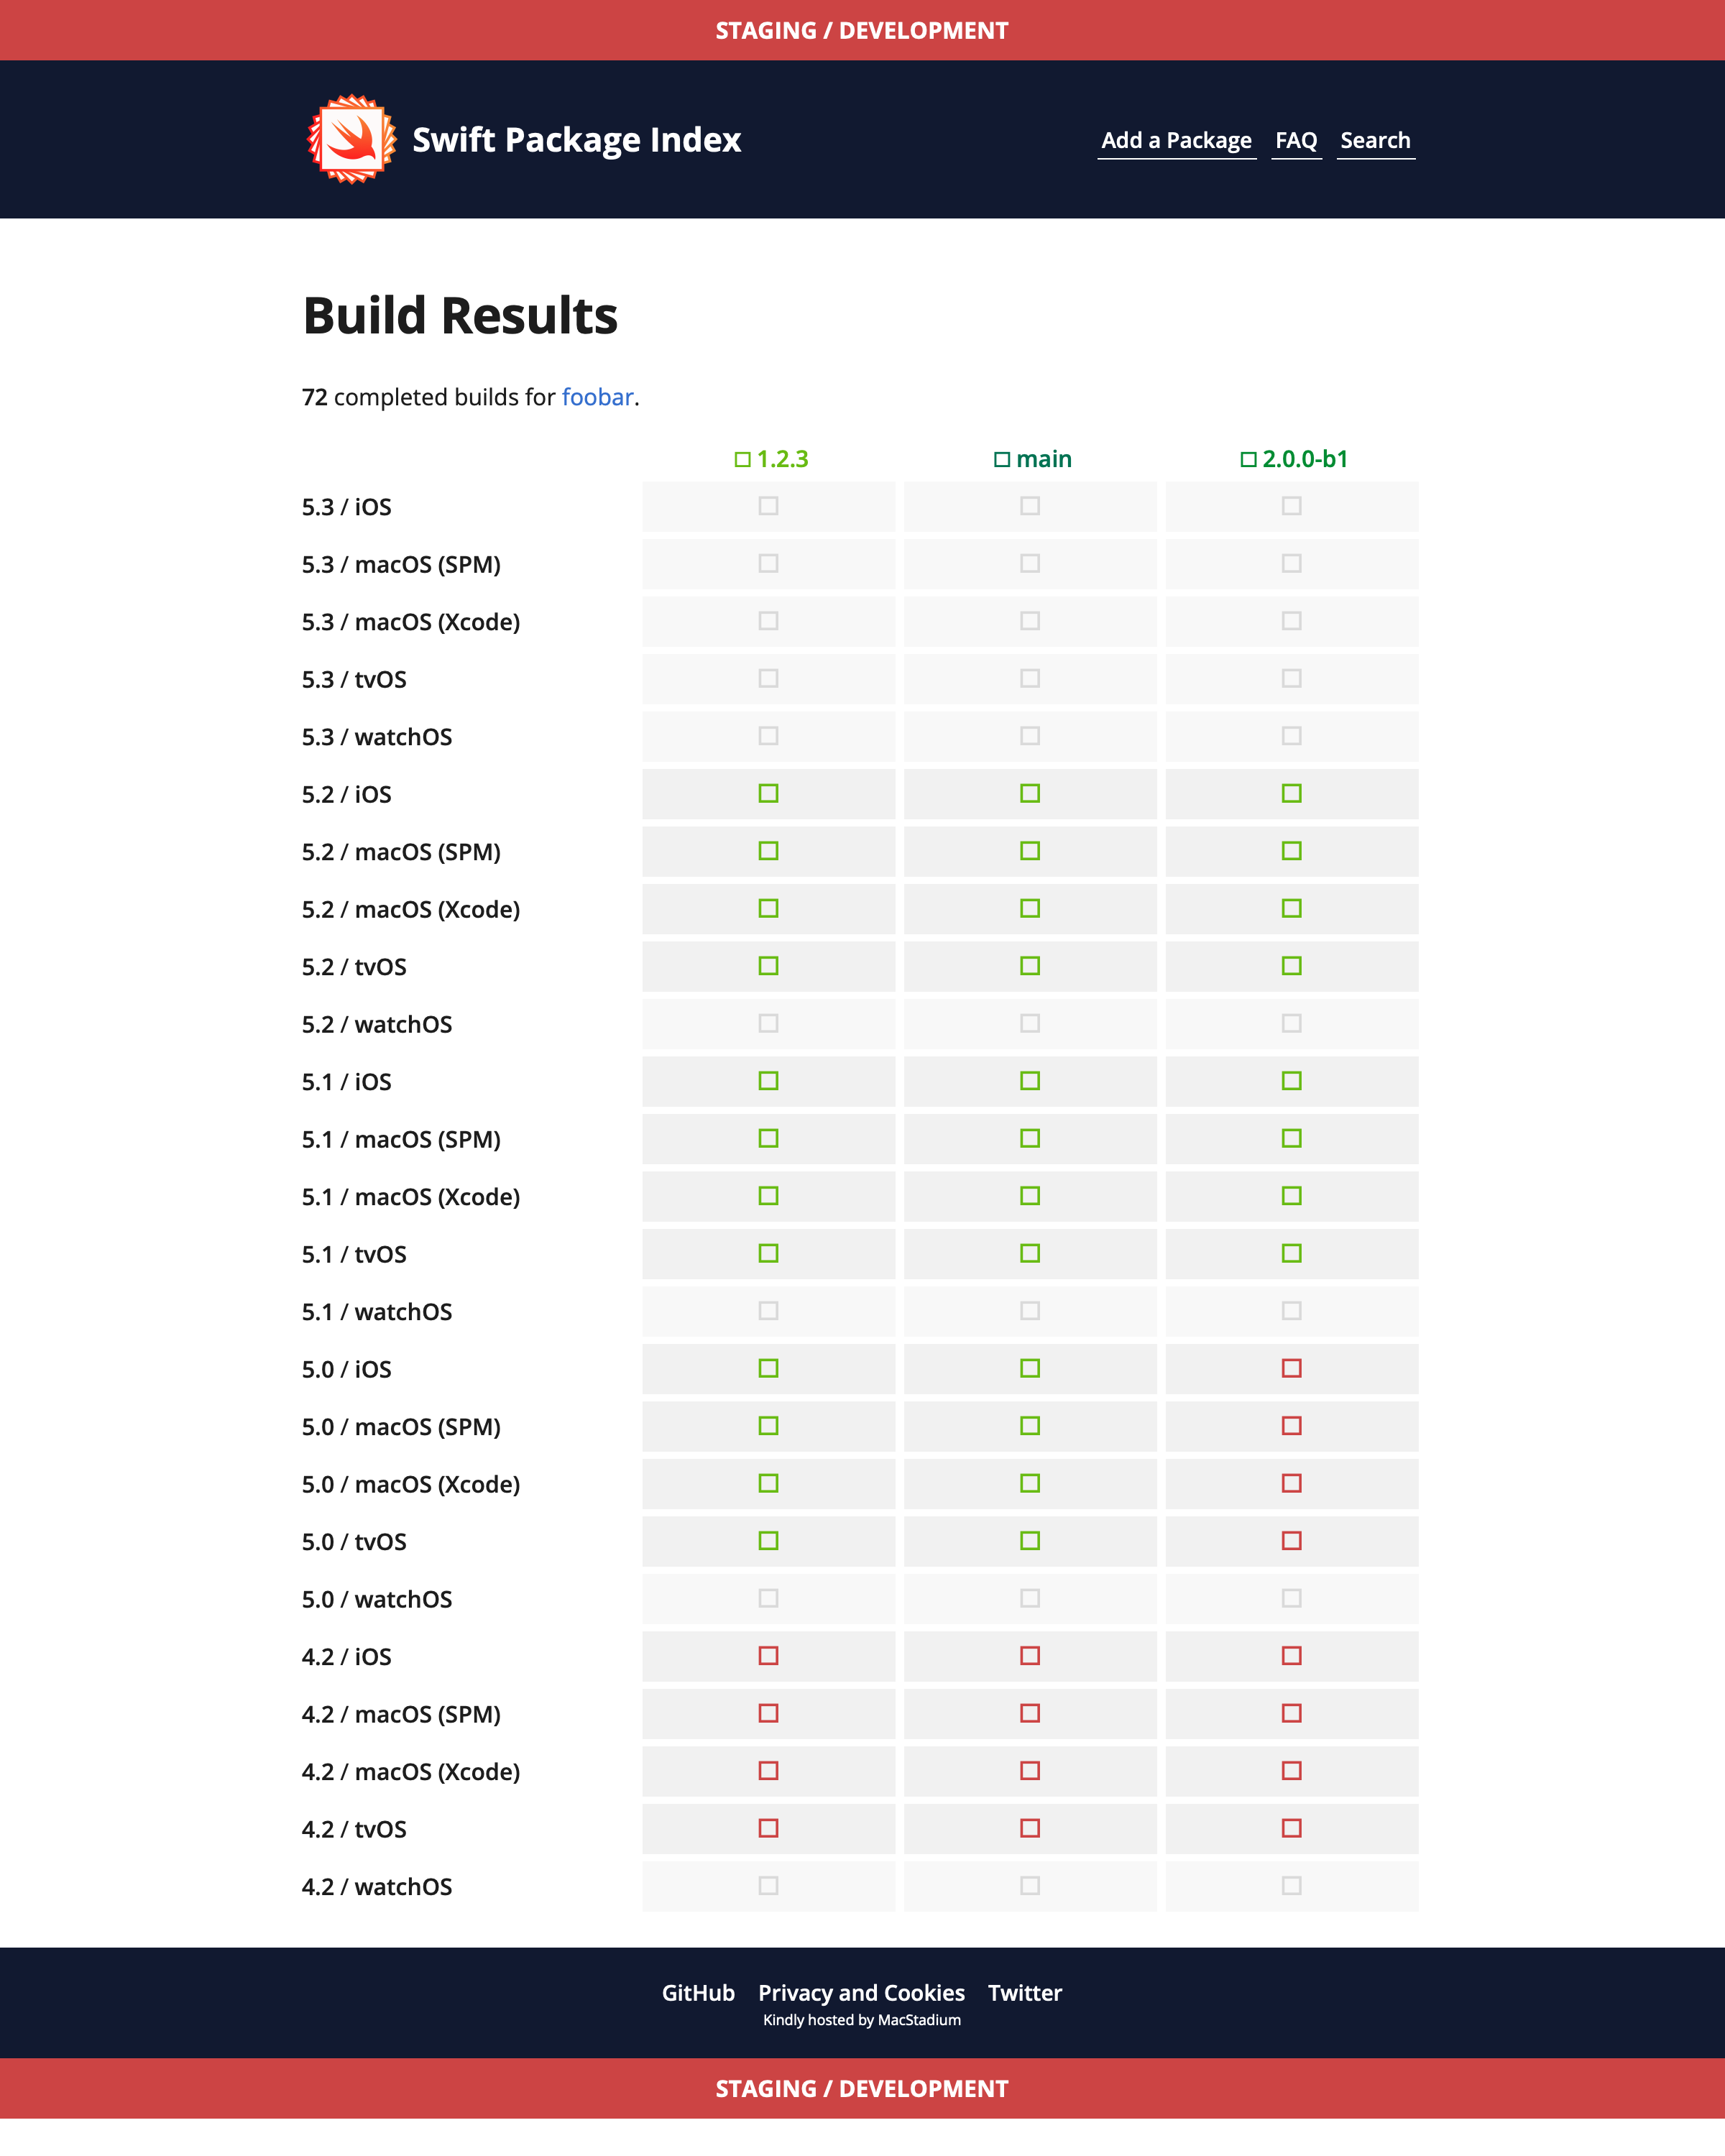 STAGING / DEVELOPMENT
Swift Package Index
Add a Package FAQ Search
Build Results
72 completed builds for foobar.
1.2.3 main 2.0.0-b1
5.3 / iOS
5.3 / macOS (SPM)
5.3 / macOS (Xcode)
5.3 / tvOS
5.3 / watchOS
5.2 / iOS
5.2 / macOS (SPM)
5.2 / macOS (Xcode)
5.2 / tvOS
5.2 / watchOS
5.1 / iOS
5.1 / macOS (SPM)
5.1 / macOS (Xcode)
5.1 / tvOS
5.1 / watchOS
5.0 / iOS
5.0 / macOS (SPM)
5.0 / macOS (Xcode)
5.0 / tvOS
5.0 / watchOS
4.2 / iOS
4.2 / macOS (SPM)
4.2 / macOS (Xcode)
4.2 / tvOS
4.2 / watchOS
GitHub Privacy and Cookies Twitter
Kindly hosted by MacStadium
STAGING / DEVELOPMENT